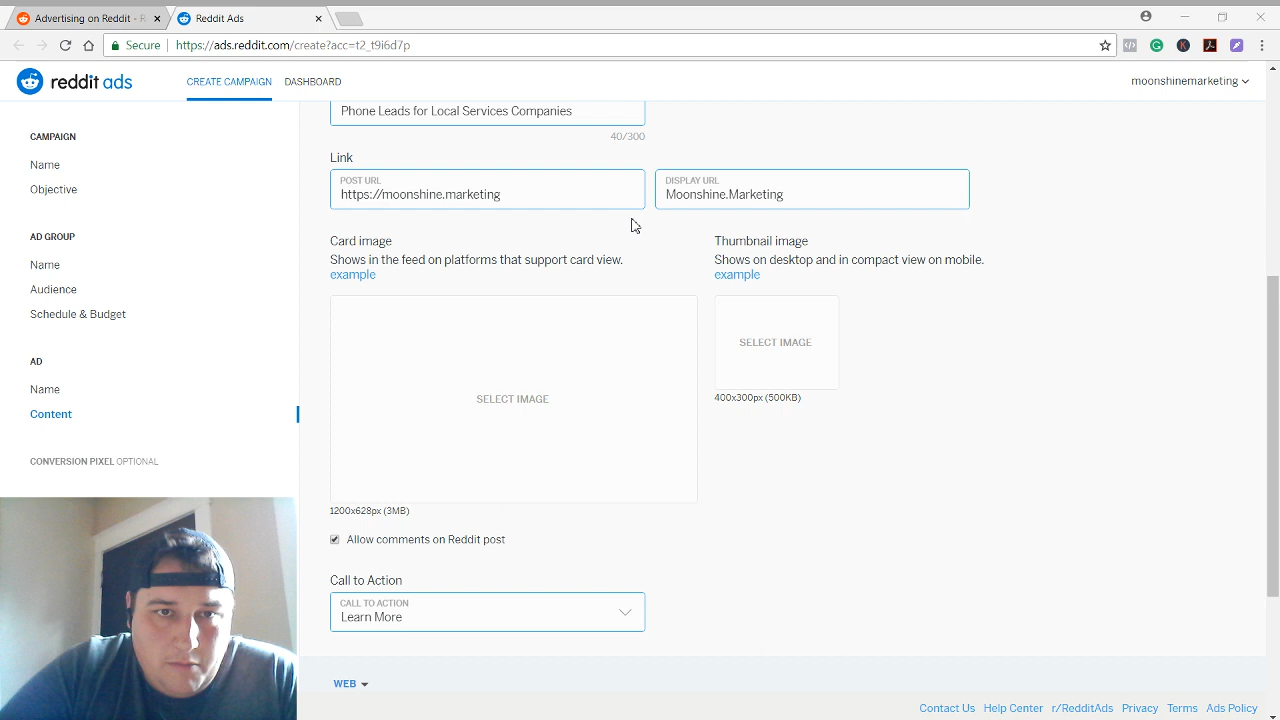 Advertising on Reddit - R
Reddit Ads
Secure
https://ads.reddit.com/create?acc=t2_t9i6d7p
reddit ads
CREATE CAMPAIGN
DASHBOARD
moonshinemarketing
CAMPAIGN
Name
Objective
AD GROUP
Name
Audience
Schedule & Budget
AD
Name
Content
CONVERSION PIXEL OPTIONAL
Phone Leads for Local Services Companies
40/300
Link
POST URL
https://moonshine.marketing
DISPLAY URL
Moonshine.Marketing
Card image
Shows in the feed on platforms that support card view.
example
SELECT IMAGE
1200x628px (3MB)
Thumbnail image
Shows on desktop and in compact view on mobile.
example
SELECT IMAGE
400x300px (500KB)
Allow comments on Reddit post
Call to Action
CALL TO ACTION
Learn More
WEB
Contact Us Help Center r/RedditAds Privacy Terms Ads Policy